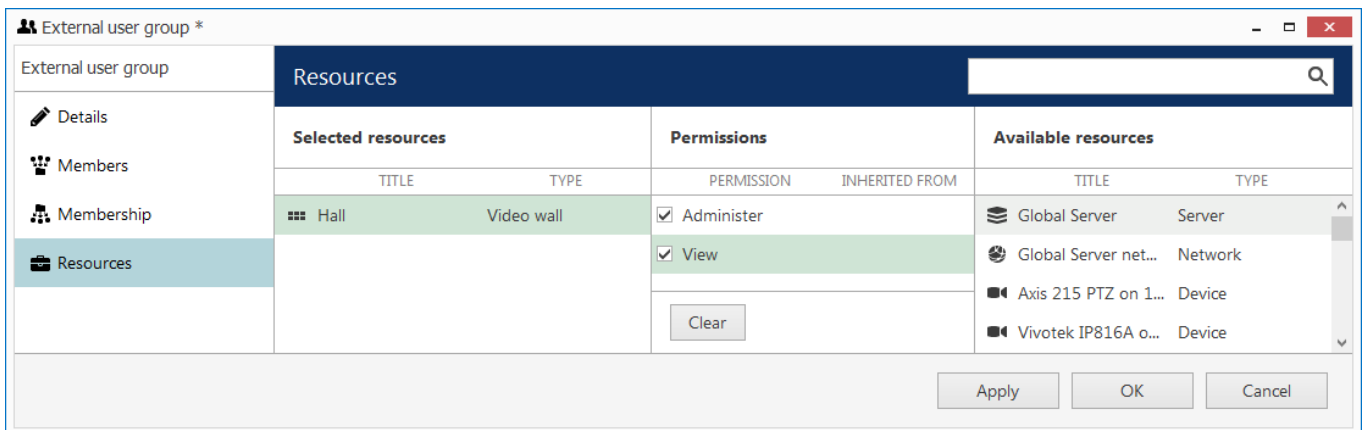 External user group *
External user group
Resources
Details
Members
Membership
Resources
Selected resources
TITLE TYPE
Hall Video wall
Permissions
PERMISSION INHERITED FROM
Administer
View
Clear
Available resources
TITLE TYPE
Global Server Server
Global Server net... Network
Axis 215 PTZ on 1... Device
Vivotek IP816A o... Device
Apply OK Cancel